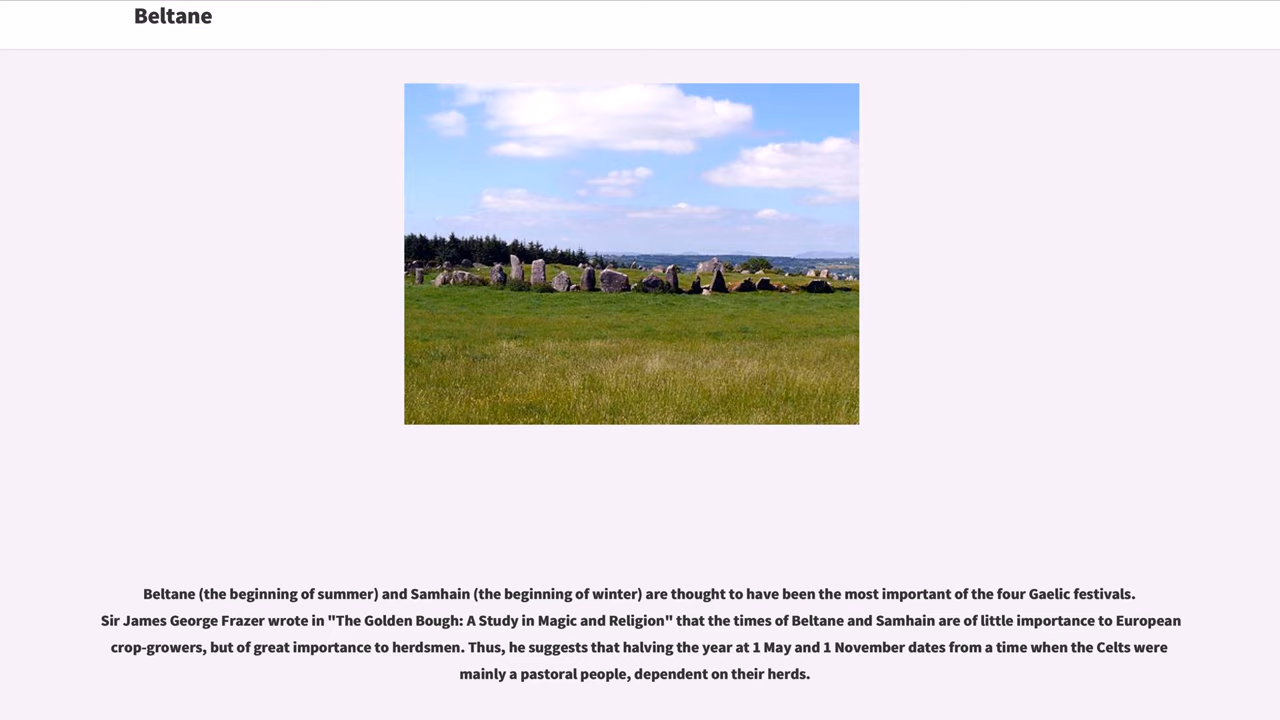 Beltane
Beltane (the beginning of summer) and Samhain (the beginning of winter) are thought to have been the most important of the four Gaelic festivals.
Sir James George Frazer wrote in "The Golden Bough: A Study in Magic and Religion" that the times of Beltane and Samhain are of little importance to European
crop-growers, but of great importance to herdsmen. Thus, he suggests that halving the year at 1 May and 1 November dates from a time when the Celts were
mainly a pastoral people, dependent on their herds.